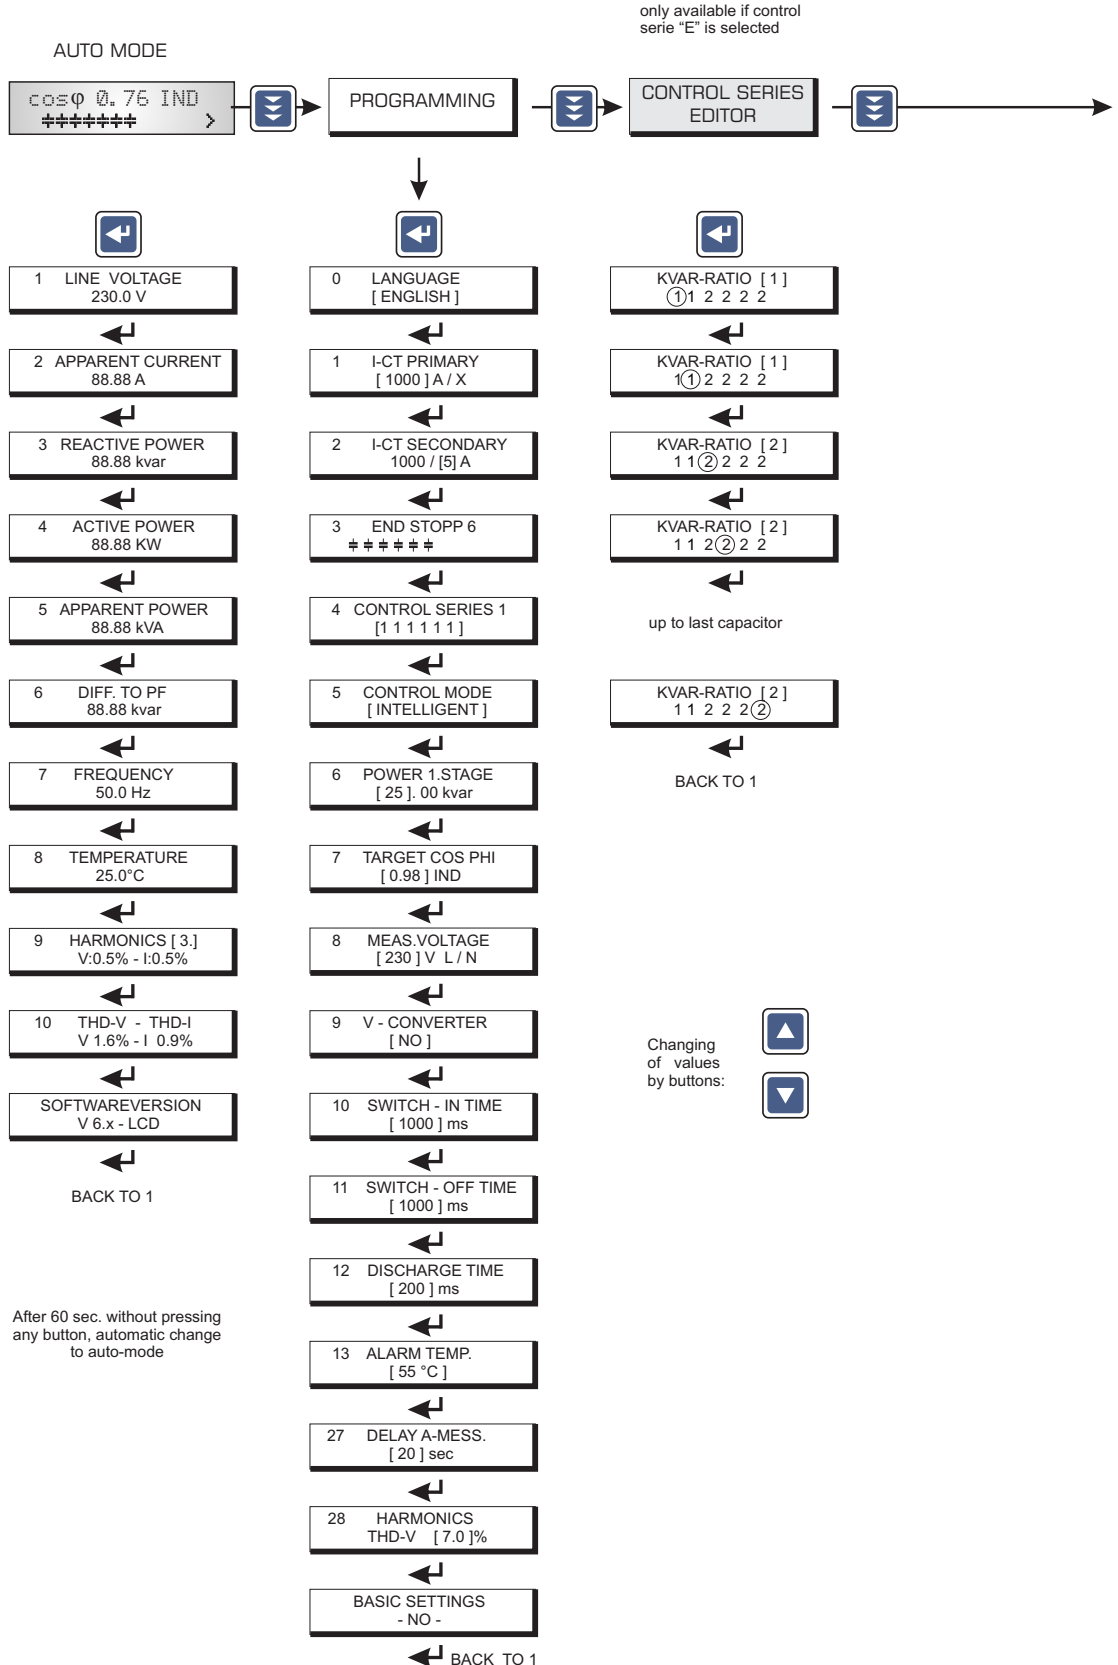 only available if control
serie “E” is selected
AUTO MODE
cosφ 0.76 IND
>
PROGRAMMING
CONTROL SERIES
EDITOR
1 LINE VOLTAGE
230.0 V
2 APPARENT CURRENT
88.88 A
3 REACTIVE POWER
88.88 kvar
4 ACTIVE POWER
88.88 KW
5 APPARENT POWER
88.88 kVA
6 DIFF. TO PF
88.88 kvar
7 FREQUENCY
50.0 Hz
8 TEMPERATURE
25.0°C
9 HARMONICS [ 3.]
V:0.5% - I:0.5%
10 THD-V - THD-I
V 1.6% - I 0.9%
SOFTWAREVERSION
V 6.x - LCD
BACK TO 1
After 60 sec. without pressing
any button, automatic change
to auto-mode
0 LANGUAGE
[ ENGLISH ]
1 I-CT PRIMARY
[ 1000 ] A / X
2 I-CT SECONDARY
1000 / [5] A
3 END STOPP 6
4 CONTROL SERIES 1
[1 1 1 1 1 1 ]
5 CONTROL MODE
[ INTELLIGENT ]
6 POWER 1.STAGE
[ 25 ]. 00 kvar
7 TARGET COS PHI
[ 0.98 ] IND
8 MEAS.VOLTAGE
[ 230 ] V L / N
9 V - CONVERTER
[ NO ]
10 SWITCH - IN TIME
[ 1000 ] ms
11 SWITCH - OFF TIME
[ 1000 ] ms
12 DISCHARGE TIME
[ 200 ] ms
13 ALARM TEMP.
[ 55 °C ]
27 DELAY A-MESS.
[ 20 ] sec
28 HARMONICS
THD-V [ 7.0 ]%
BASIC SETTINGS
- NO -
BACK TO 1
KVAR-RATIO [ 1 ]
1 1 2 2 2 2
KVAR-RATIO [ 1 ]
1 1 2 2 2 2
KVAR-RATIO [ 2 ]
1 1 2 2 2 2
KVAR-RATIO [ 2 ]
1 1 2 2 2 2
up to last capacitor
KVAR-RATIO [ 2 ]
1 1 2 2 2 2
BACK TO 1
Changing
of values
by buttons: